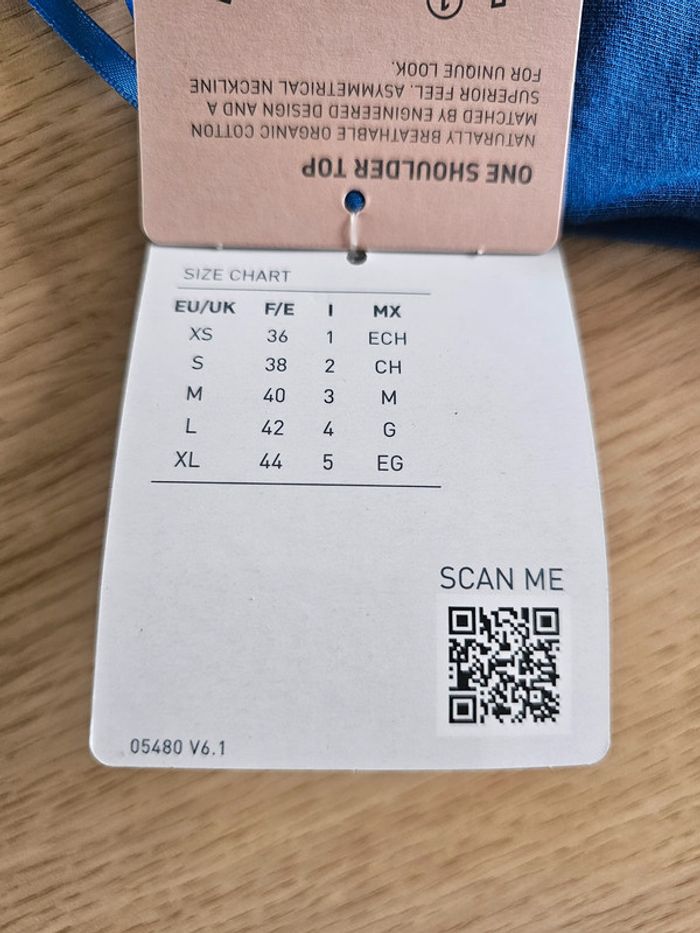 ONE SHOULDER TOP
NATURALLY BREATHABLE ORGANIC COTTON
MATCHED BY ENGINEERED DESIGN AND A
SUPERIOR FEEL. ASYMMETRICAL NECKLINE
FOR UNIQUE LOOK.
1
SIZE CHART
EU/UK F/E I MX
XS 36 1 ECH
S 38 2 CH
M 40 3 M
L 42 4 G
XL 44 5 EG
SCAN ME
05480 V6.1